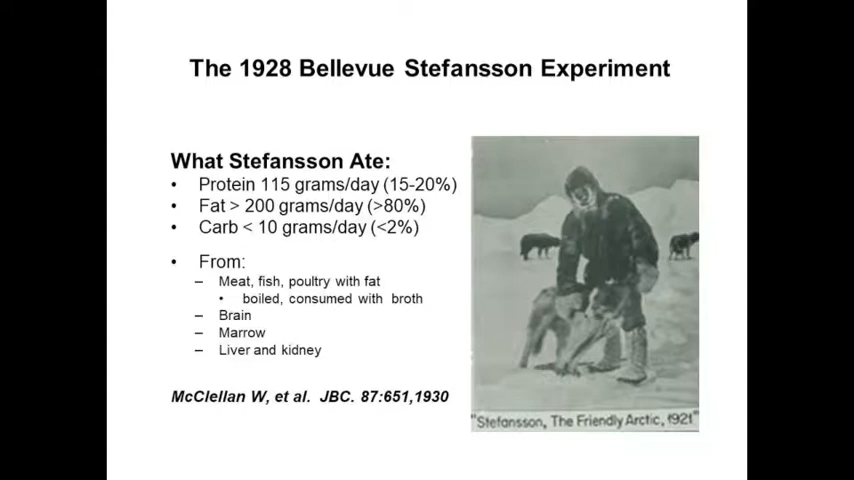 The 1928 Bellevue Stefansson Experiment
What Stefansson Ate:
• Protein 115 grams/day (15-20%)
• Fat > 200 grams/day (>80%)
• Carb < 10 grams/day (<2%)
• From:
– Meat, fish, poultry with fat
• boiled, consumed with broth
– Brain
– Marrow
– Liver and kidney
McClellan W, et al. JBC. 87:651,1930
"Stefansson, The Friendly Arctic, 1921"